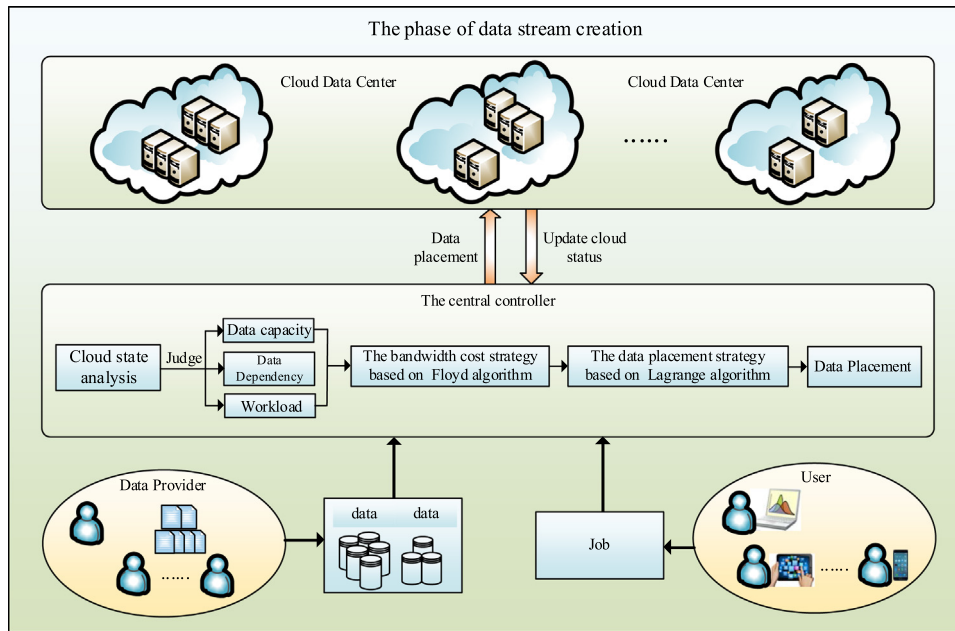 The phase of data stream creation
Cloud Data Center
Cloud Data Center
......
Data
placement
Update cloud
status
The central controller
Cloud state
analysis
Judge
Data capacity
Data
Dependency
Workload
The bandwidth cost strategy
based on Floyd algorithm
The data placement strategy
based on Lagrange algorithm
Data Placement
Data Provider
......
data
data
Job
User
......